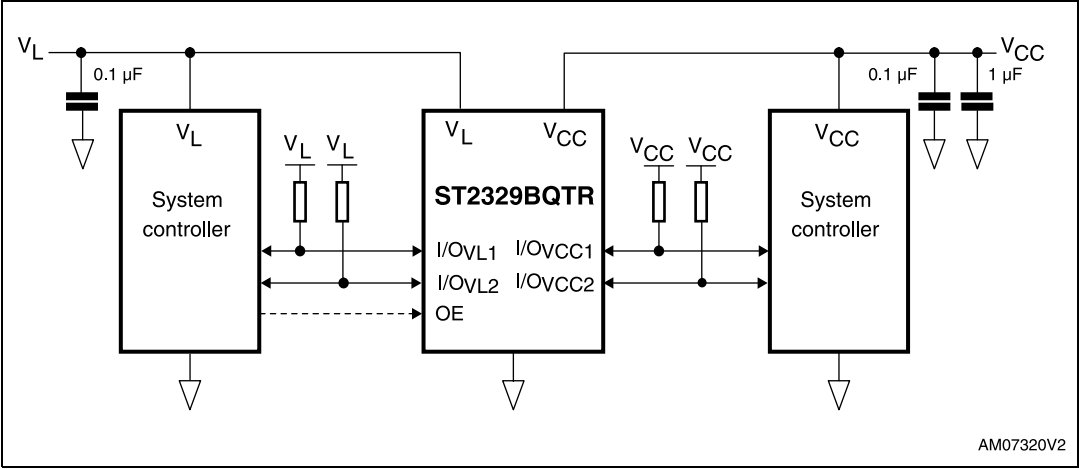 VL
0.1 µF
0.1 µF
1 µF
VCC
VL
VL
VCC
VCC
VL
VL
VCC
VCC
System
controller
ST2329BQTR
System
controller
I/OVL1
I/OVCC1
I/OVL2
I/OVCC2
OE
AM07320V2